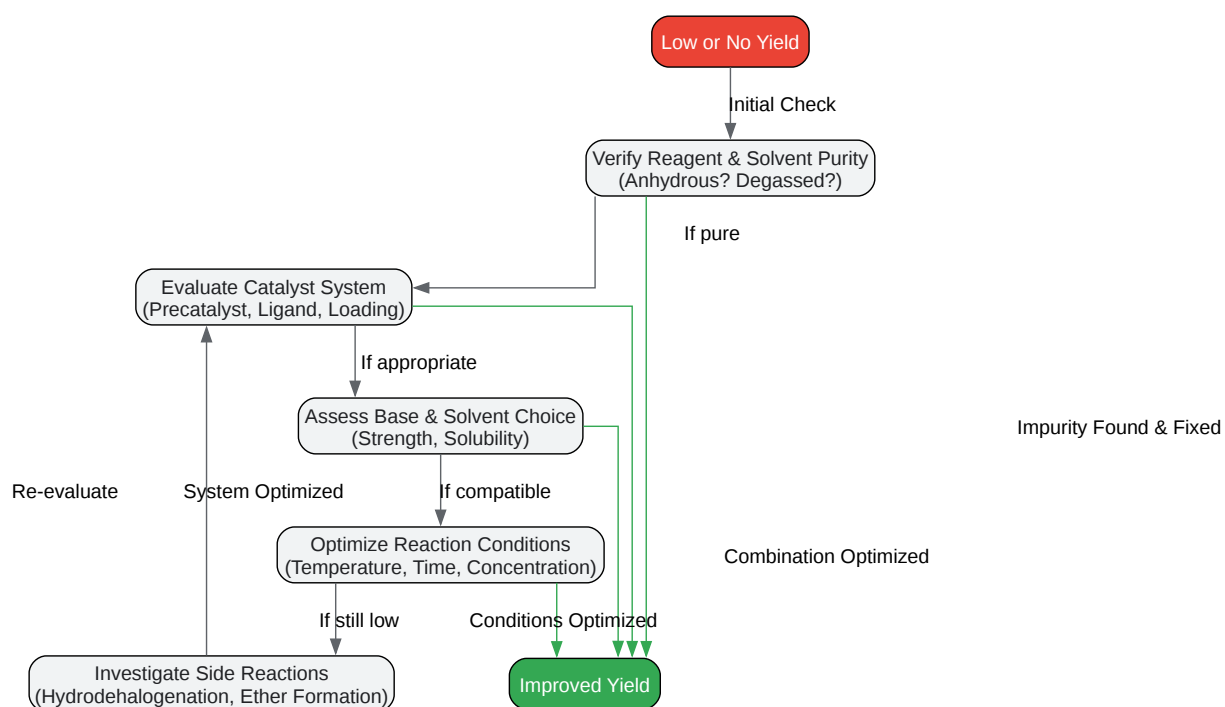 Low or No Yield
Initial Check
Verify Reagent & Solvent Purity
(Anhydrous? Degassed?)
If pure
Evaluate Catalyst System
(Precatalyst, Ligand, Loading)
If appropriate
Assess Base & Solvent Choice
(Strength, Solubility)
Impurity Found & Fixed
Re-evaluate
System Optimized
If compatible
Optimize Reaction Conditions
(Temperature, Time, Concentration)
Combination Optimized
If still low
Conditions Optimized
Investigate Side Reactions
(Hydrodehalogenation, Ether Formation)
Improved Yield